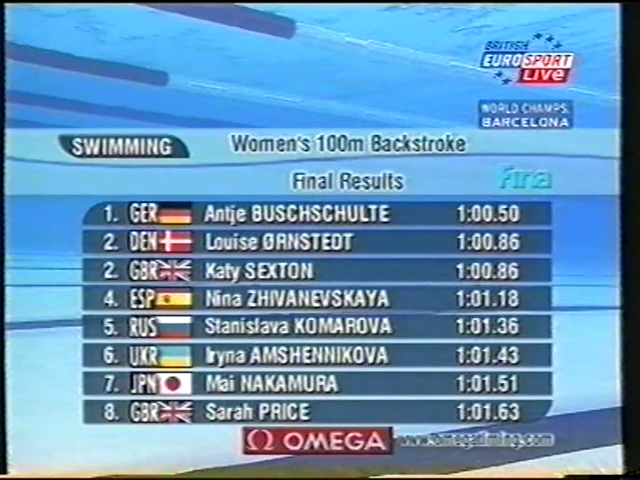 BRITISH
EUROSPORT
LIVE
WORLD CHAMPS.
BARCELONA
SWIMMING
Women's 100m Backstroke
Final Results
fina
1. GER Antje BUSCHSCHULTE 1:00.50
2. DEN Louise ØRNSTEDT 1:00.86
2. GBR Katy SEXTON 1:00.86
4. ESP Nina ZHIVANEVSKAYA 1:01.18
5. RUS Stanislava KOMAROVA 1:01.36
6. UKR Iryna AMSHENNIKOVA 1:01.43
7. JPN Mai NAKAMURA 1:01.51
8. GBR Sarah PRICE 1:01.63
Ω OMEGA www.omegatiming.com